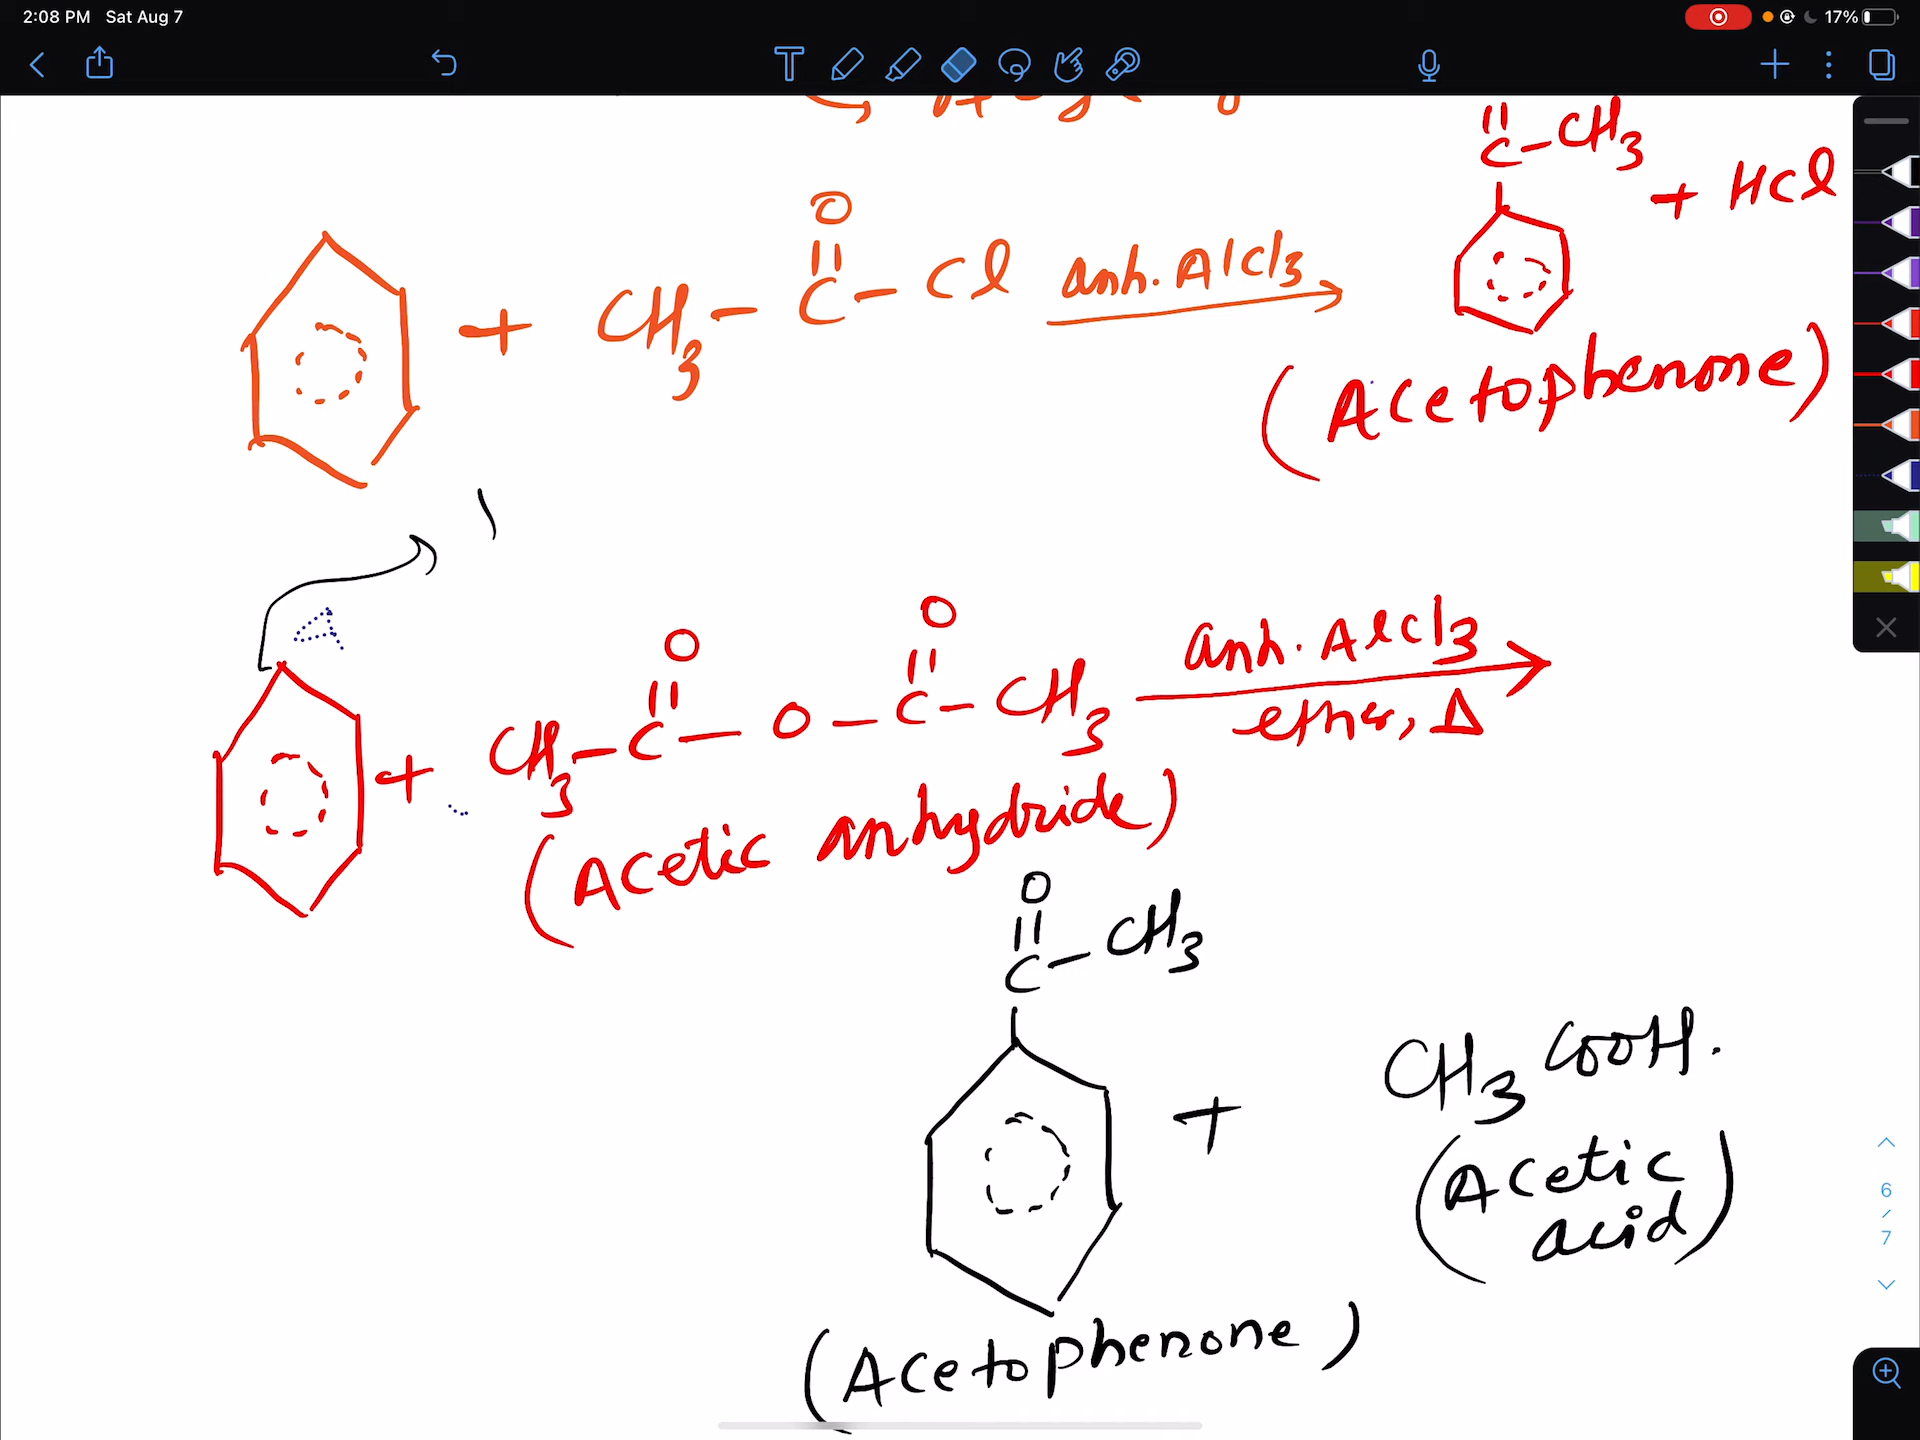 2:08 PM Sat Aug 7
17%
O
|| 
C-CH3 + HCl
+ CH3-C-Cl anh. AlCl3
(Acetophenone)
O O
|| ||
+ CH3-C-O-C-CH3 anh. AlCl3
ether, Δ
(Acetic anhydride)
O
||
C-CH3
+ CH3COOH.
(Acetic
acid)
(Acetophenone)
6
/
7